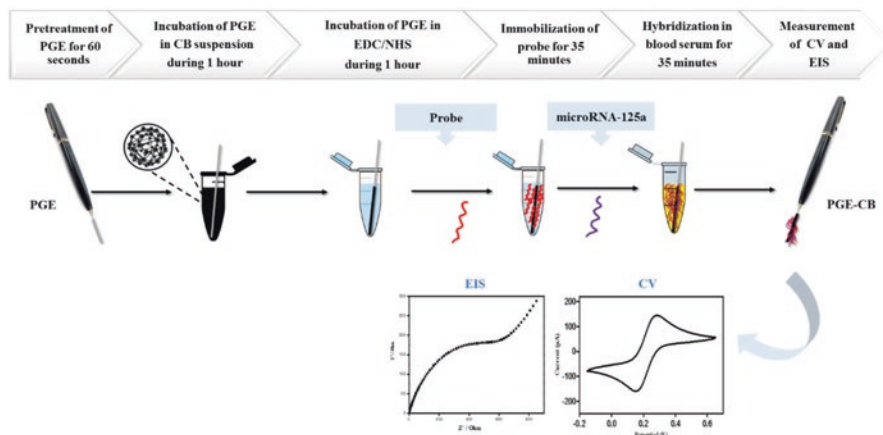 Pretreatment of
PGE for 60
seconds
Incubation of PGE
in CB suspension
during 1 hour
Incubation of PGE in
EDC/NHS
during 1 hour
Immobilization of
probe for 35
minutes
Hybridization in
blood serum for
35 minutes
Measurement
of CV and
EIS
Probe
microRNA-125a
PGE
PGE-CB
EIS
CV
Z' / Ohm
200
100
0
-100
-200
Current (µA)
-0.2
0.0
0.2
0.4
0.6